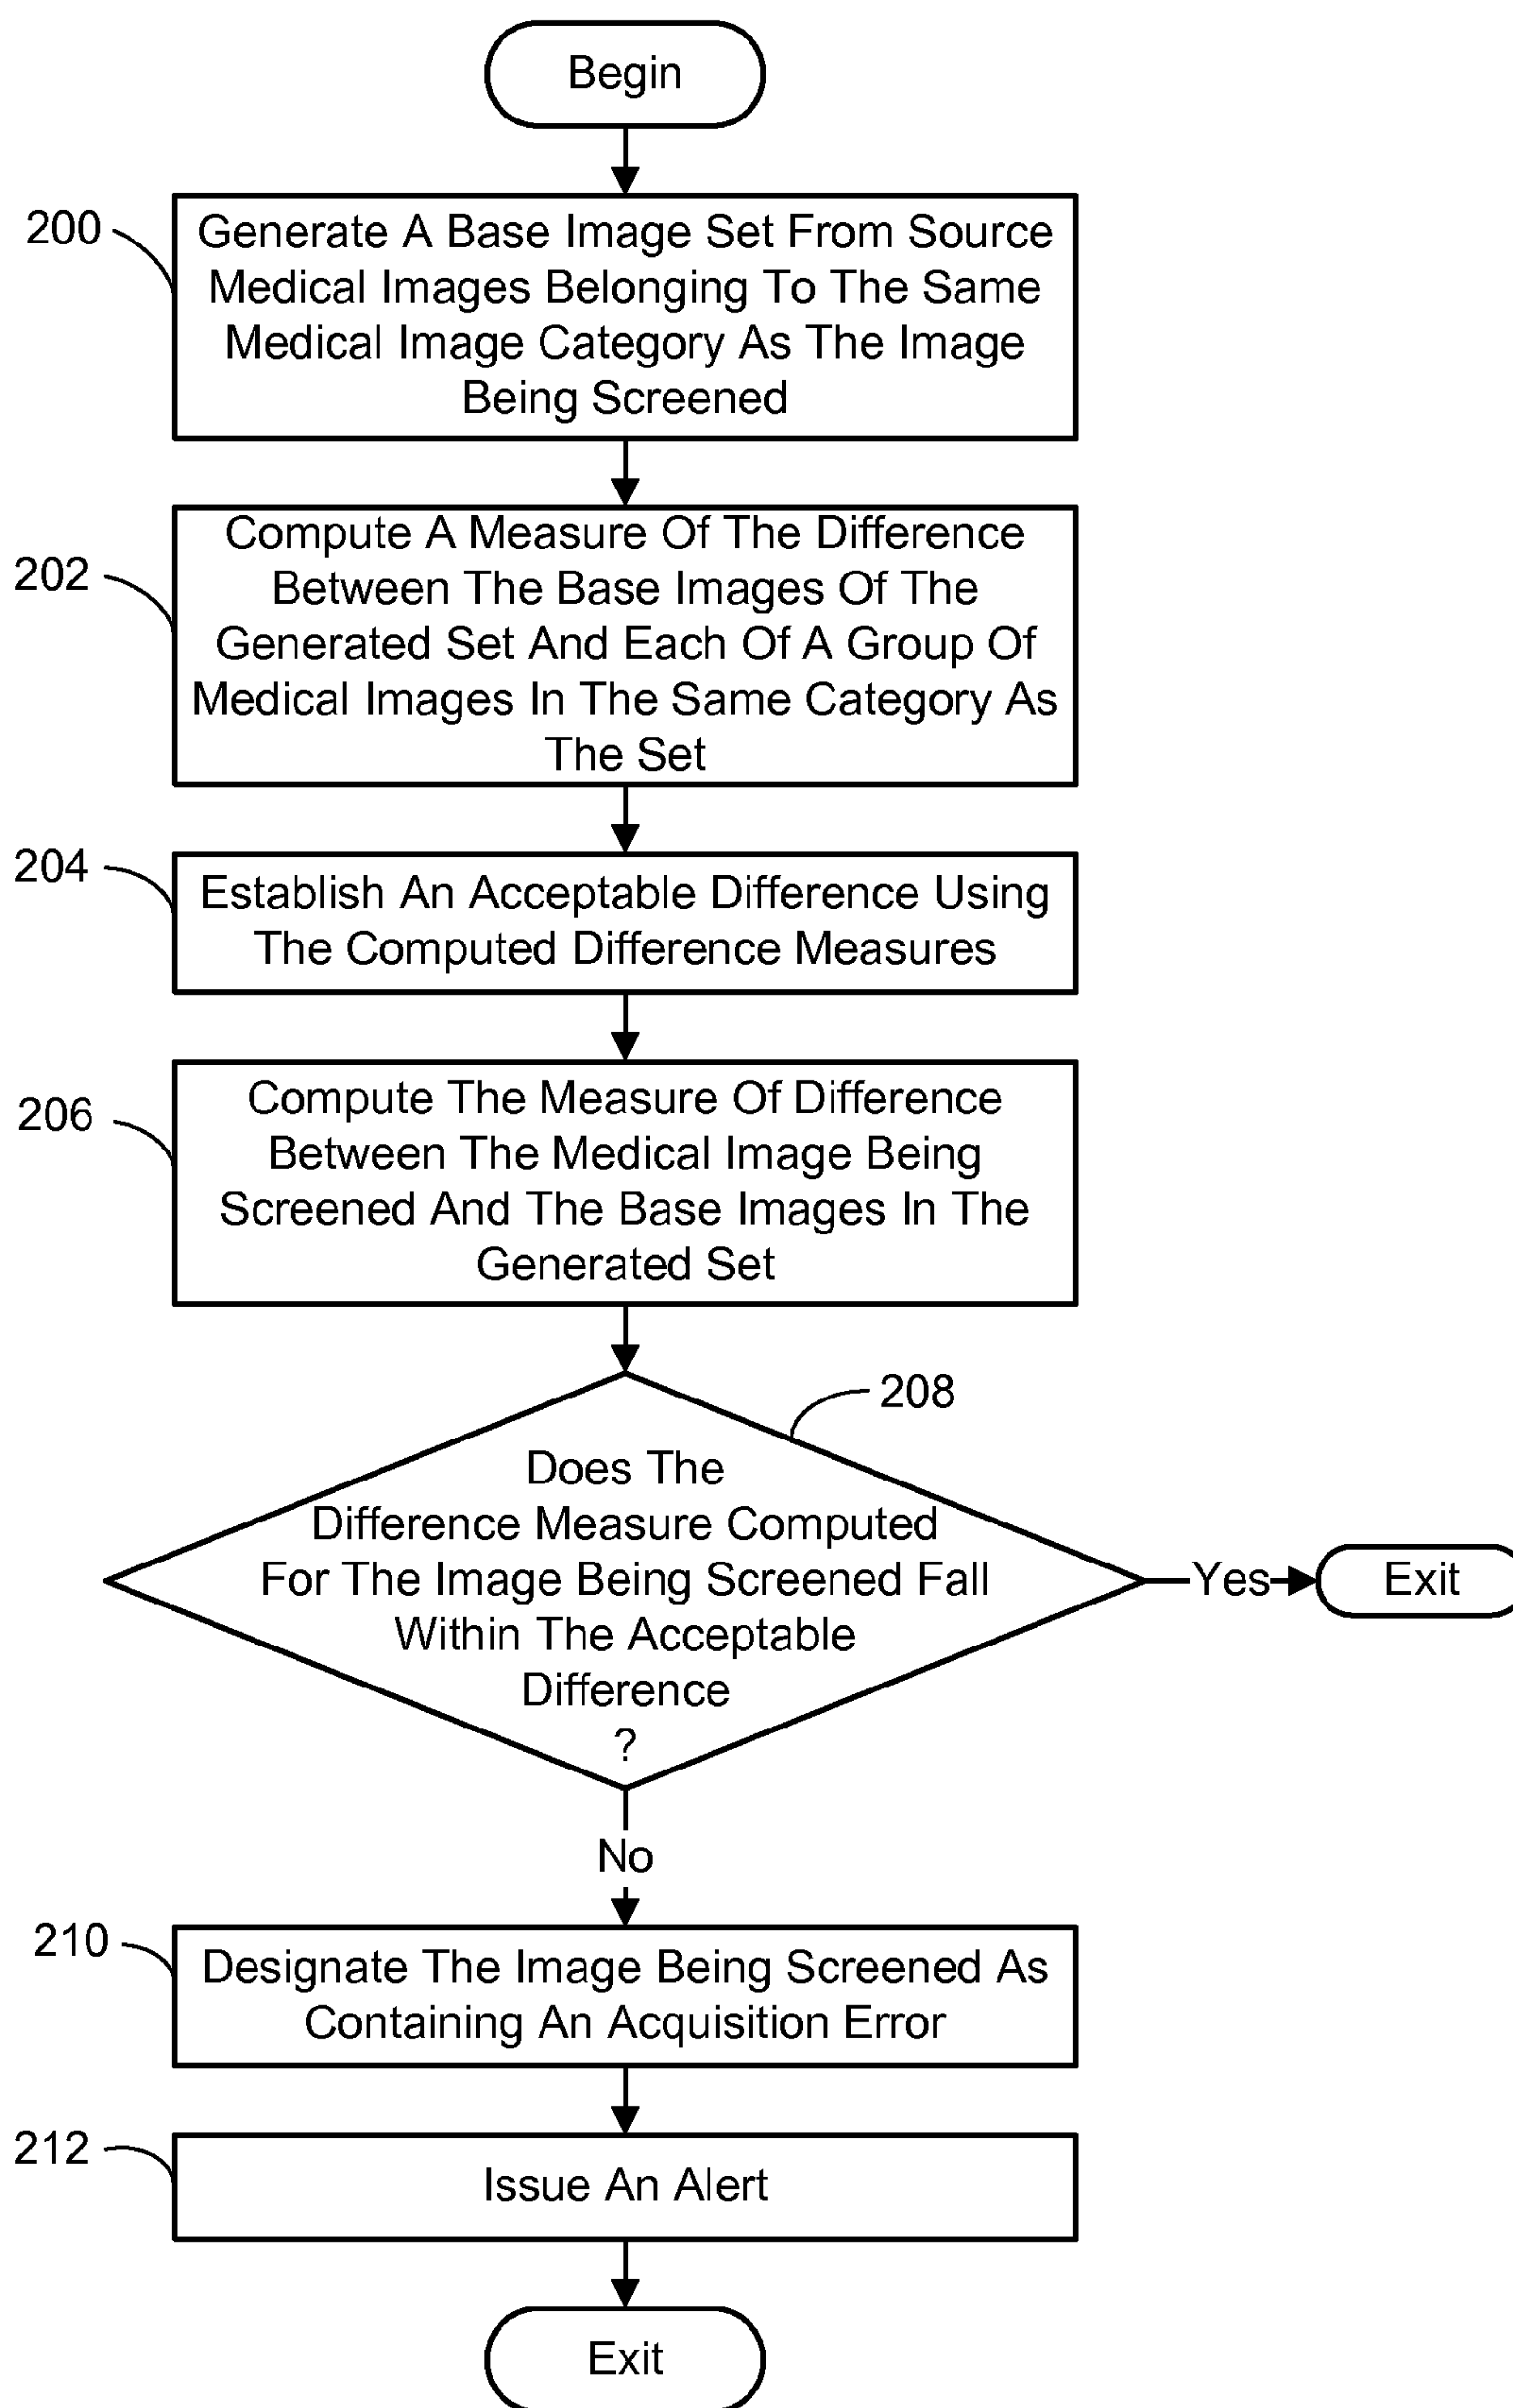 Begin
200
Generate A Base Image Set From Source
Medical Images Belonging To The Same
Medical Image Category As The Image
Being Screened
202
Compute A Measure Of The Difference
Between The Base Images Of The
Generated Set And Each Of A Group Of
Medical Images In The Same Category As
The Set
204
Establish An Acceptable Difference Using
The Computed Difference Measures
206
Compute The Measure Of Difference
Between The Medical Image Being
Screened And The Base Images In The
Generated Set
208
Does The
Difference Measure Computed
For The Image Being Screened Fall
Within The Acceptable
Difference
?
Yes
Exit
No
210
Designate The Image Being Screened As
Containing An Acquisition Error
212
Issue An Alert
Exit